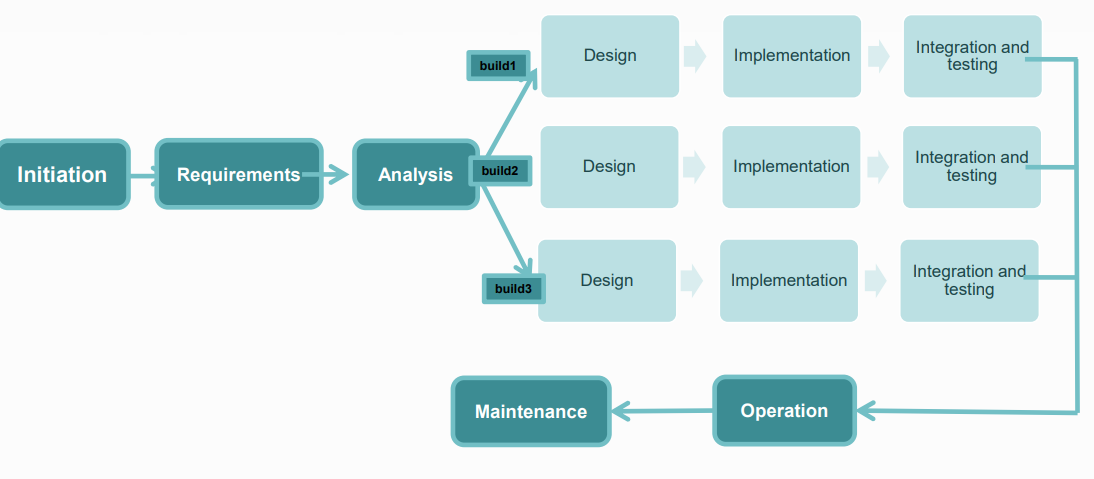 build1
Design
Implementation
Integration and
testing
Initiation
Requirements
Analysis
build2
Design
Implementation
Integration and
testing
build3
Design
Implementation
Integration and
testing
Maintenance
Operation